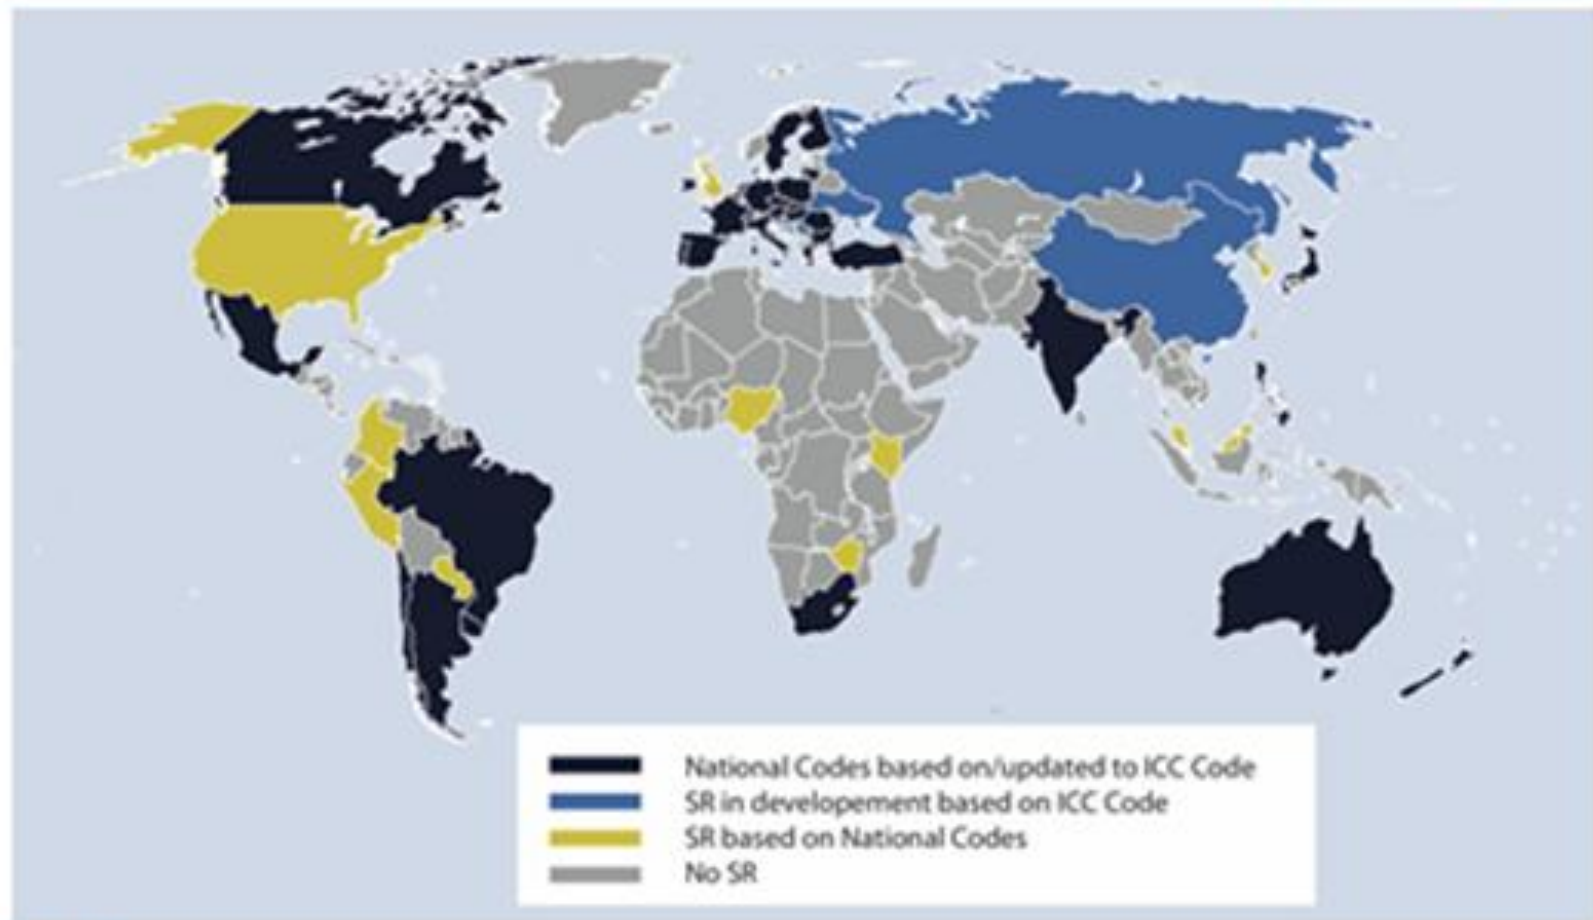 National Codes based on/updated to ICC Code
SR in developement based on ICC Code
SR based on National Codes
No SR